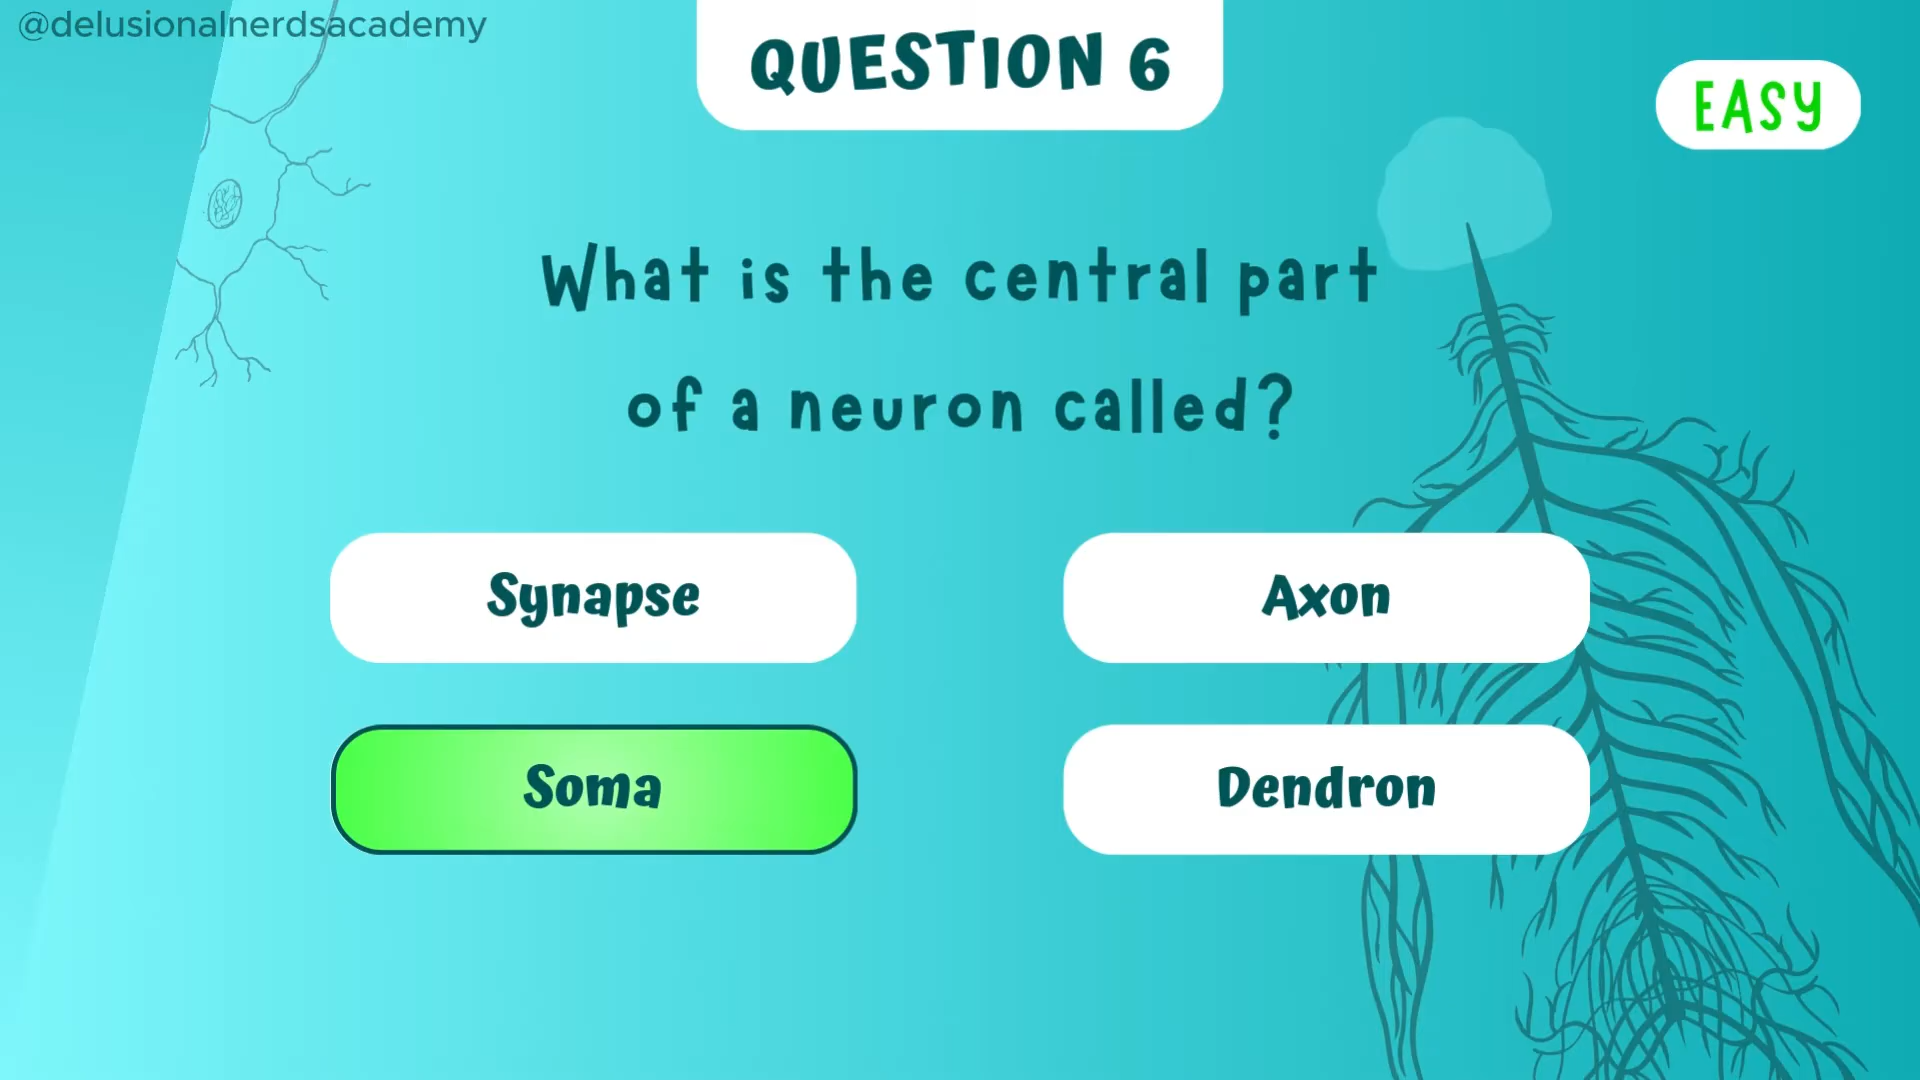 @delusionalnerdsacademy
QUESTION 6
EASY
What is the central part
of a neuron called?
Synapse
Axon
Soma
Dendron